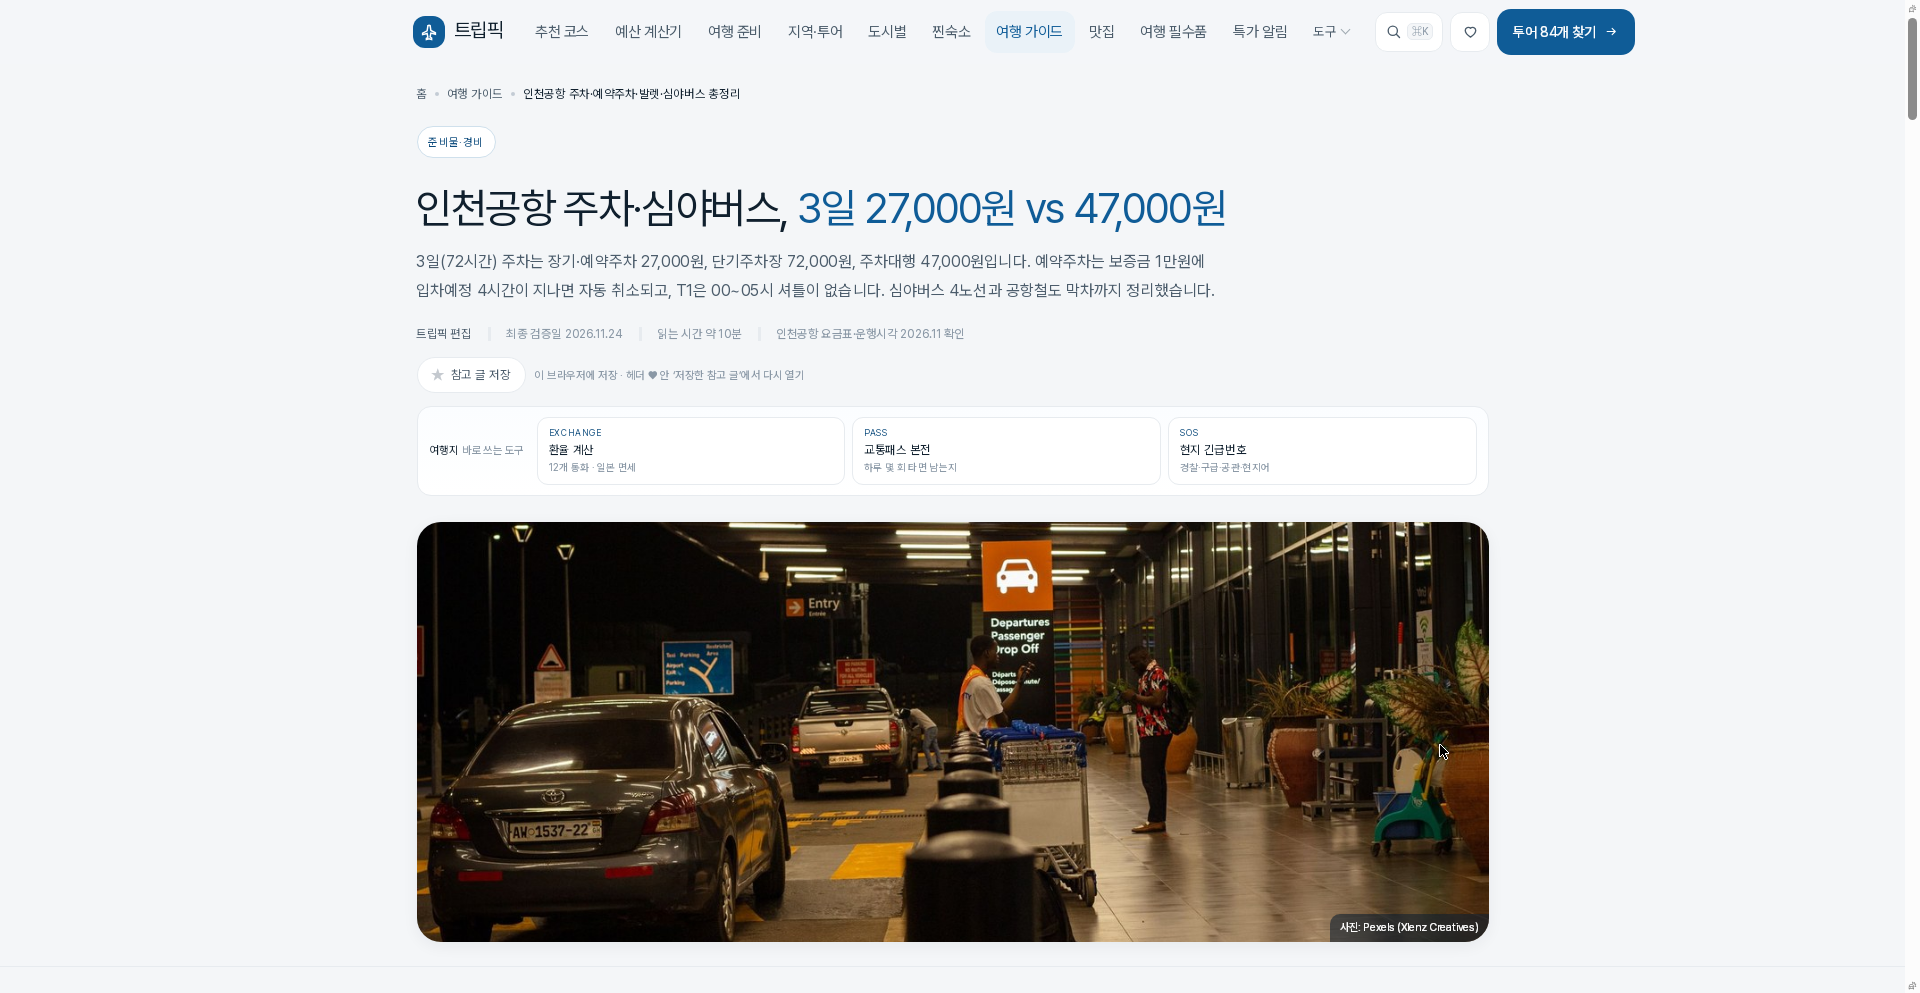 트립픽
추천 코스
예산 계산기
여행 준비
지역·투어
도시별
찐숙소
여행 가이드
맛집
여행 필수품
특가 알림
도구
⌘K
투어 84개 찾기 →
홈 • 여행 가이드 • 인천공항 주차·예약주차·발렛·심야버스 총정리
준비물·경비
인천공항 주차·심야버스, 3일 27,000원 vs 47,000원
3일(72시간) 주차는 장기·예약주차 27,000원, 단기주차장 72,000원, 주차대행 47,000원입니다. 예약주차는 보증금 1만원에
입차예정 4시간이 지나면 자동 취소되고, T1은 00~05시 셔틀이 없습니다. 심야버스 4노선과 공항철도 막차까지 정리했습니다.
트립픽 편집
최종 검증일 2026.11.24
읽는 시간 약 10분
인천공항 요금표·운행시각 2026.11 확인
★ 참고 글 저장
이 브라우저에 저장 · 헤더 ♥ 안 '저장한 참고 글'에서 다시 열기
여행지 바로 쓰는 도구
EXCHANGE
환율 계산
12개 통화 · 일본 면세
PASS
교통패스 본전
하루 몇 회 타면 남는지
SOS
현지 긴급번호
경찰·구급·공관·현지어
Entry
Entrée
Departures
Passenger
Drop Off
Départs
Taxi Parking
Restricted
Area
Airport
Exit
Parking
AW 1537-22
사진: Pexels (Xlenz Creatives)